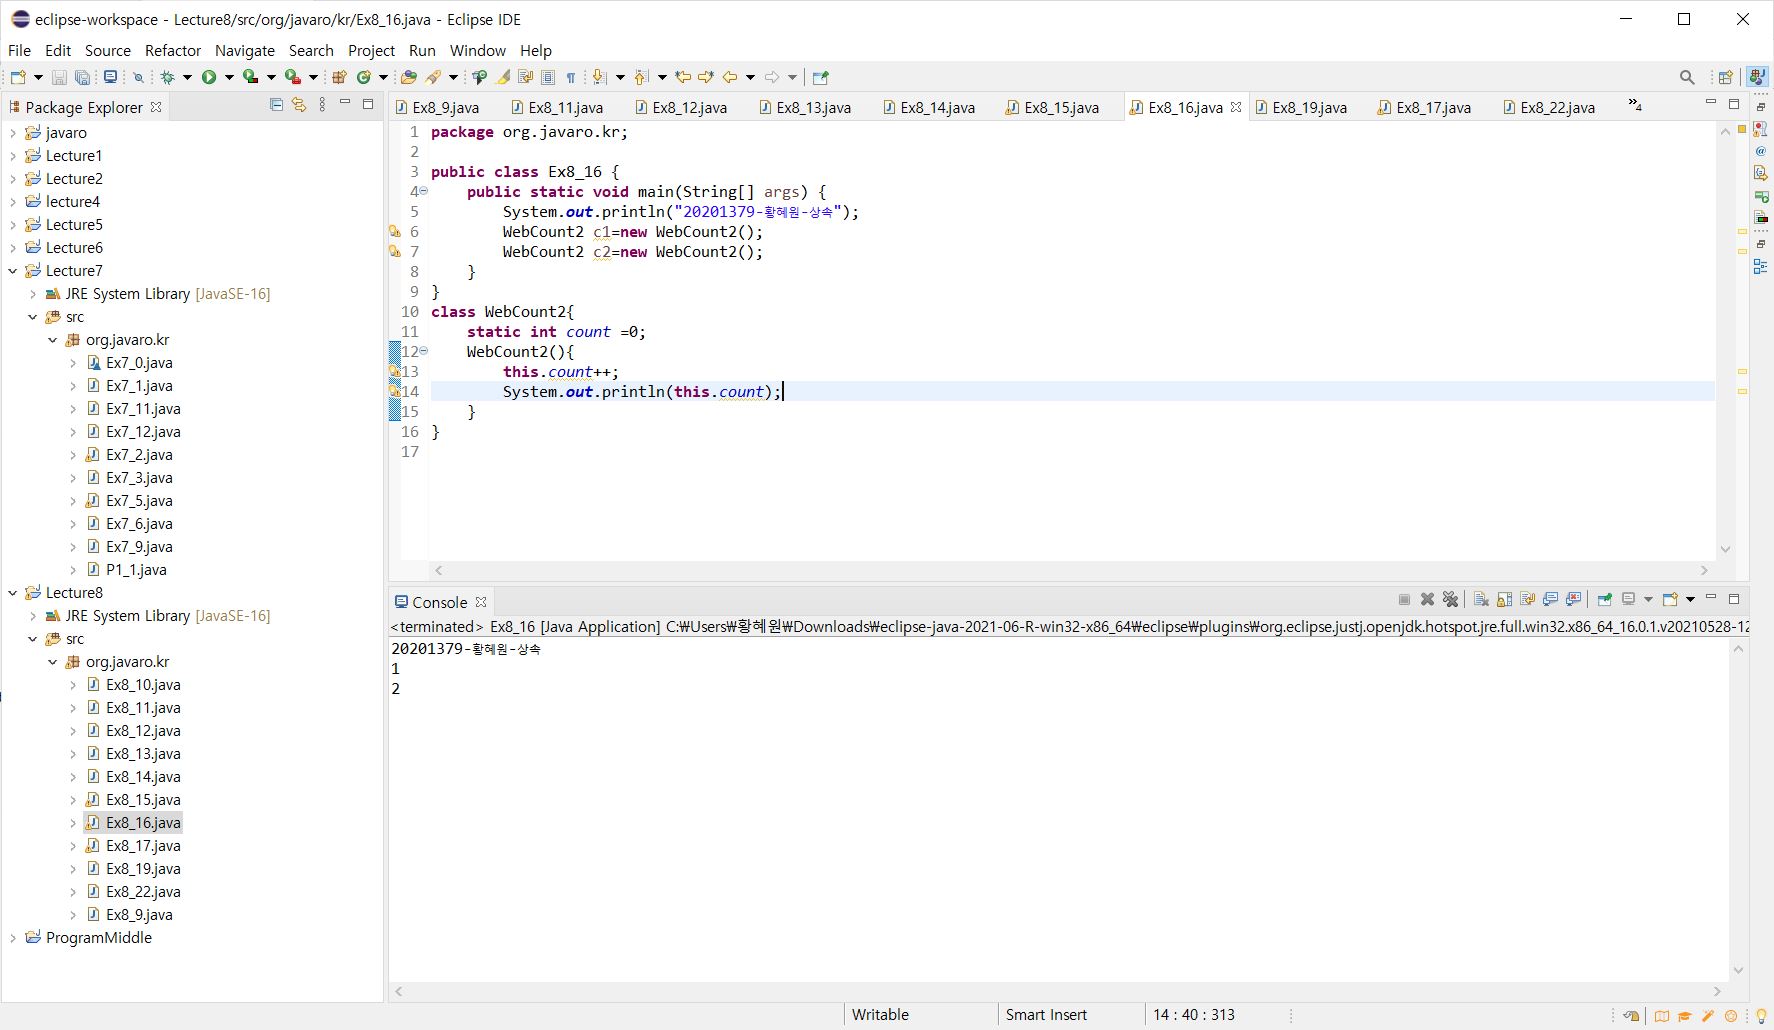 eclipse-workspace - Lecture8/src/org/javaro/kr/Ex8_16.java - Eclipse IDE
File Edit Source Refactor Navigate Search Project Run Window Help
Package Explorer
javaro
Lecture1
Lecture2
lecture4
Lecture5
Lecture6
Lecture7
JRE System Library [JavaSE-16]
src
org.javaro.kr
Ex7_0.java
Ex7_1.java
Ex7_11.java
Ex7_12.java
Ex7_2.java
Ex7_3.java
Ex7_5.java
Ex7_6.java
Ex7_9.java
P1_1.java
Lecture8
JRE System Library [JavaSE-16]
src
org.javaro.kr
Ex8_10.java
Ex8_11.java
Ex8_12.java
Ex8_13.java
Ex8_14.java
Ex8_15.java
Ex8_16.java
Ex8_17.java
Ex8_19.java
Ex8_22.java
Ex8_9.java
ProgramMiddle
Ex8_9.java Ex8_11.java Ex8_12.java Ex8_13.java Ex8_14.java Ex8_15.java Ex8_16.java Ex8_19.java Ex8_17.java Ex8_22.java »4
1 package org.javaro.kr;
2
3 public class Ex8_16 {
4 public static void main(String[] args) {
5 System.out.println("20201379-황혜원-상속");
6 WebCount2 c1=new WebCount2();
7 WebCount2 c2=new WebCount2();
8 }
9 }
10 class WebCount2{
11 static int count =0;
12 WebCount2(){
13 this.count++;
14 System.out.println(this.count);
15 }
16 }
17
Console
<terminated> Ex8_16 [Java Application] C:₩Users₩황혜원₩Downloads₩eclipse-java-2021-06-R-win32-x86_64₩eclipse₩plugins₩org.eclipse.justj.openjdk.hotspot.jre.full.win32.x86_64_16.0.1.v20210528-12
20201379-황혜원-상속
1
2
Writable Smart Insert 14 : 40 : 313